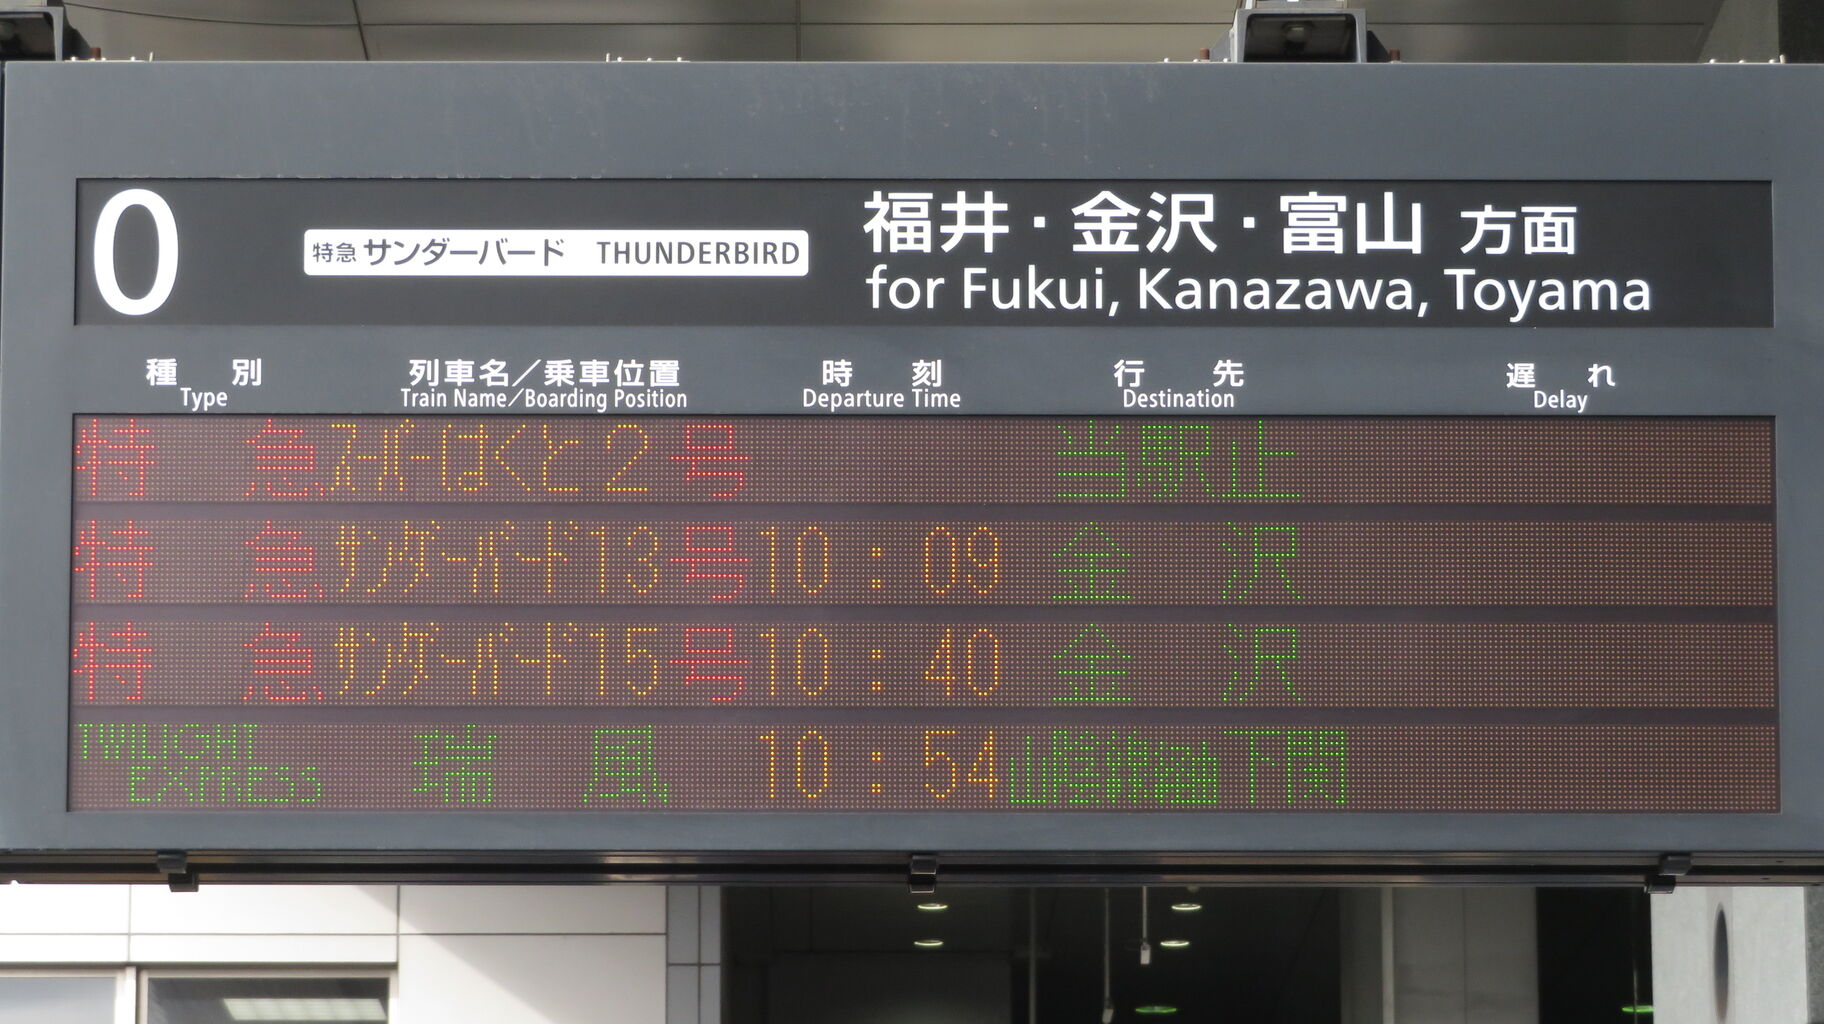 0 特急 サンダーバード THUNDERBIRD 福井・金沢・富山 方面
for Fukui, Kanazawa, Toyama
種別 列車名／乗車位置 時刻 行先 遅れ
Type Train Name／Boarding Position Departure Time Destination Delay
特急 スーパーはくと2号 当駅止
特急 サンダーバード13号 10:09 金沢
特急 サンダーバード15号 10:40 金沢
TWILIGHT EXPRESS 瑞風 10:54 山陰線経由 下関